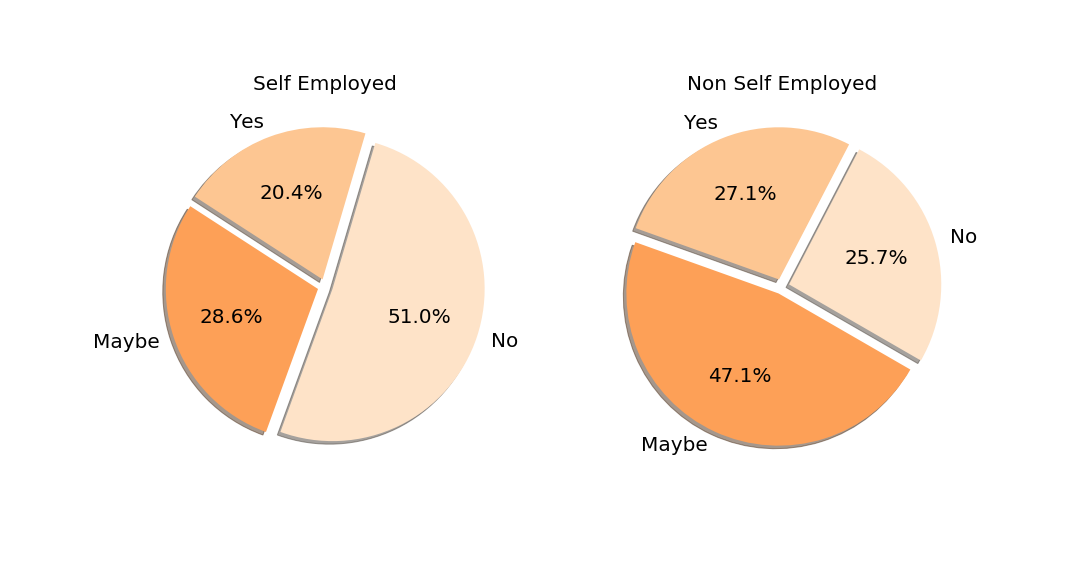 Self Employed
Yes
20.4%
28.6%
51.0%
Maybe
No
Non Self Employed
Yes
27.1%
No
25.7%
47.1%
Maybe